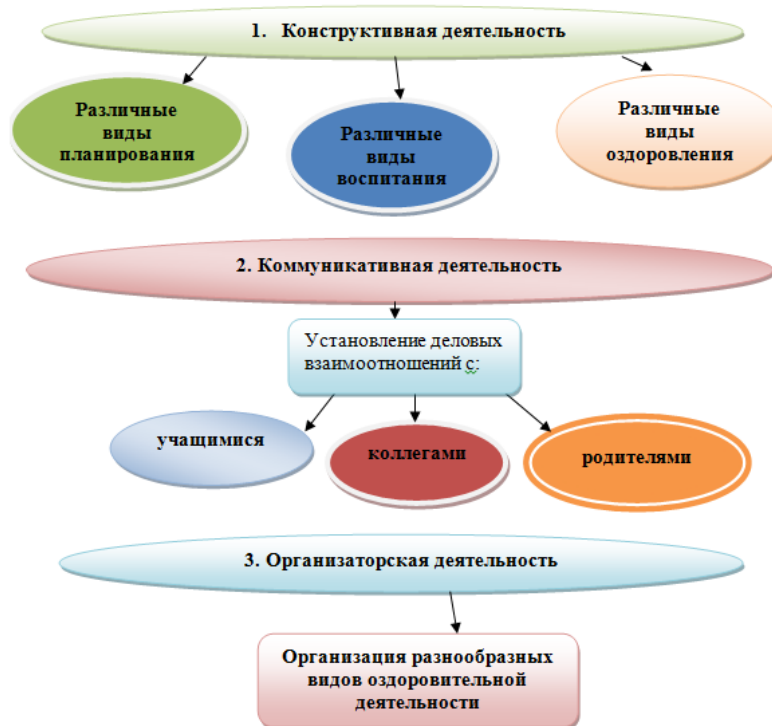 1. Конструктивная деятельность
Различные
виды
планирования
Различные
виды
воспитания
Различные
виды
оздоровления
2. Коммуникативная деятельность
Установление деловых
взаимоотношений с:
учащимися
коллегами
родителями
3. Организаторская деятельность
Организация разнообразных
видов оздоровительной
деятельности